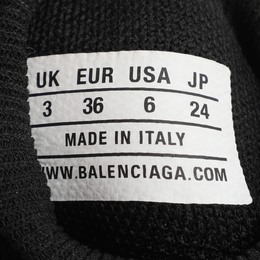 UK EUR USA JP
3 36 6 24
MADE IN ITALY
WWW.BALENCIAGA.COM